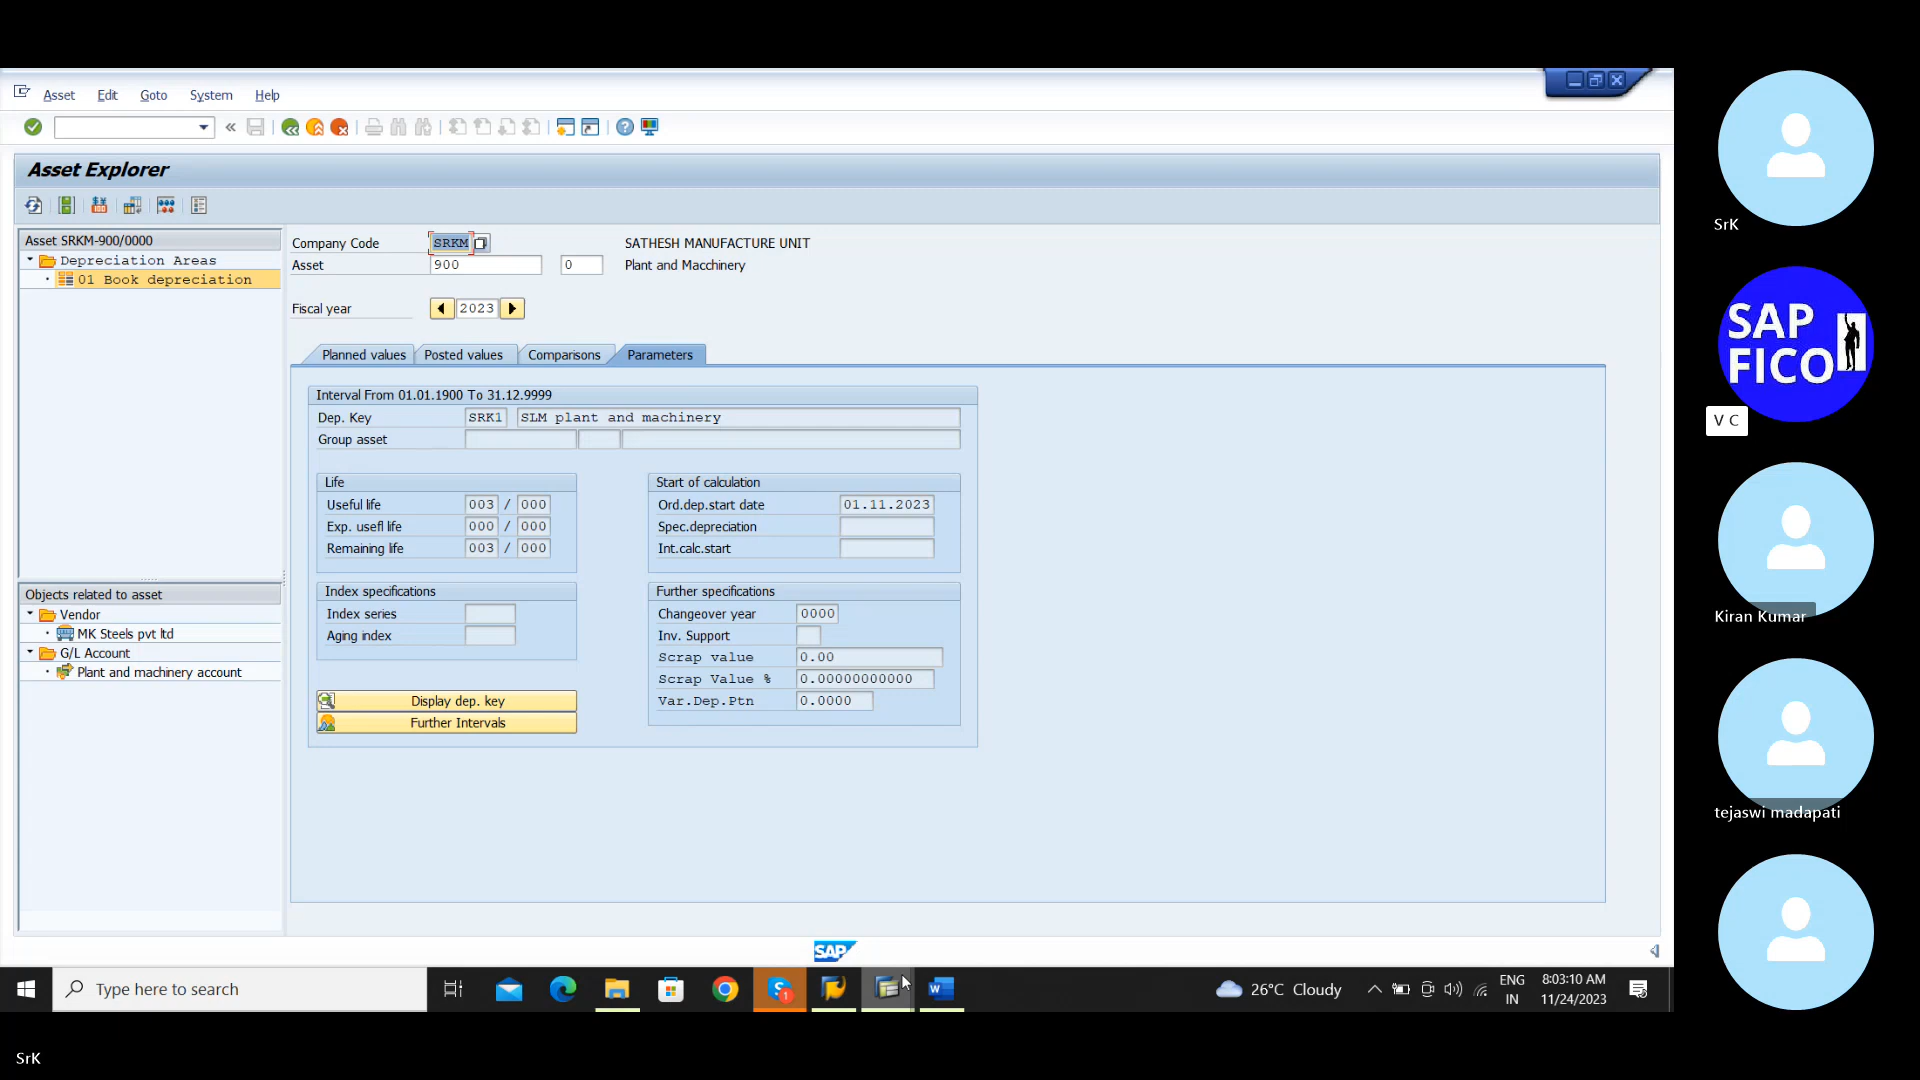 Asset Edit Goto System Help
Asset Explorer
Asset SRKM-900/0000
Depreciation Areas
01 Book depreciation
Objects related to asset
Vendor
MK Steels pvt ltd
G/L Account
Plant and machinery account
Company Code SRKM SATHESH MANUFACTURE UNIT
Asset 900 0 Plant and Macchinery
Fiscal year 2023
Planned values Posted values Comparisons Parameters
Interval From 01.01.1900 To 31.12.9999
Dep. Key SRK1 SLM plant and machinery
Group asset
Life
Useful life 003 / 000
Exp. usefl life 000 / 000
Remaining life 003 / 000
Start of calculation
Ord.dep.start date 01.11.2023
Spec.depreciation
Int.calc.start
Index specifications
Index series
Aging index
Further specifications
Changeover year 0000
Inv. Support
Scrap value 0.00
Scrap Value % 0.00000000000
Var.Dep.Ptn 0.0000
Display dep. key
Further Intervals
SAP
Type here to search
S 1
W
26°C Cloudy
ENG
IN
8:03:10 AM
11/24/2023
SrK
SAP
FICO
V C
Kiran Kumar
tejaswi madapati
SrK